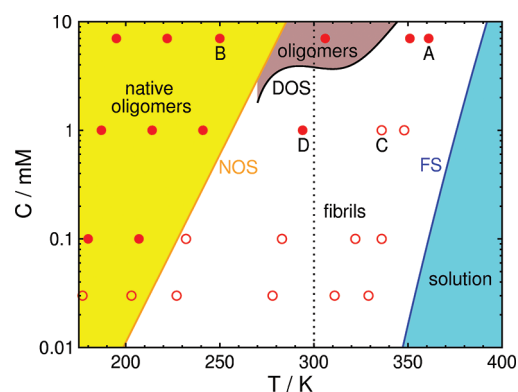 10
B
oligomers
A
native
oligomers
DOS
1
D
C
C / mM
NOS
FS
fibrils
0.1
solution
0.01
200
250
300
350
400
T / K